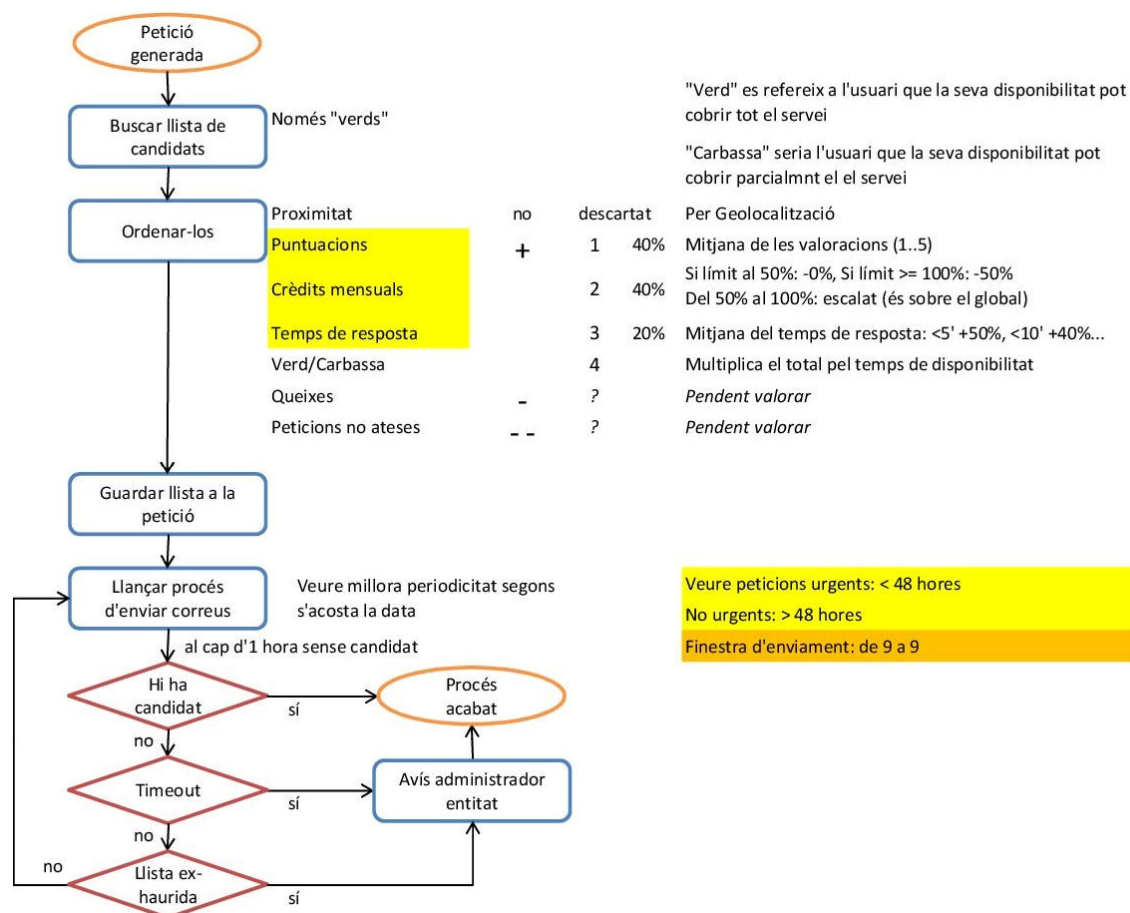 Petició
generada
"Verd" es refereix a l'usuari que la seva disponibilitat pot
cobrir tot el servei
Buscar llista de
candidats
Només "verds"
"Carbassa" seria l'usuari que la seva disponibilitat pot
cobrir parcialmnt el el servei
Ordenar-los
Proximitat no descartat Per Geolocalització
Puntuacions + 1 40% Mitjana de les valoracions (1..5)
Crèdits mensuals 2 40% Si límit al 50%: -0%, Si límit >= 100%: -50%
Del 50% al 100%: escalat (és sobre el global)
Temps de resposta 3 20% Mitjana del temps de resposta: <5' +50%, <10' +40%...
Verd/Carbassa 4 Multiplica el total pel temps de disponibilitat
Queixes - ? Pendent valorar
Peticions no ateses - - ? Pendent valorar
Guardar llista a la
petició
Llançar procés
d'enviar correus
Veure millora periodicitat segons
s'acosta la data
Veure peticions urgents: < 48 hores
No urgents: > 48 hores
Finestra d'enviament: de 9 a 9
al cap d'1 hora sense candidat
Hi ha
candidat
sí
Procés
acabat
no
Timeout
sí
Avís administrador
entitat
no
no
Llista ex-
haurida
sí